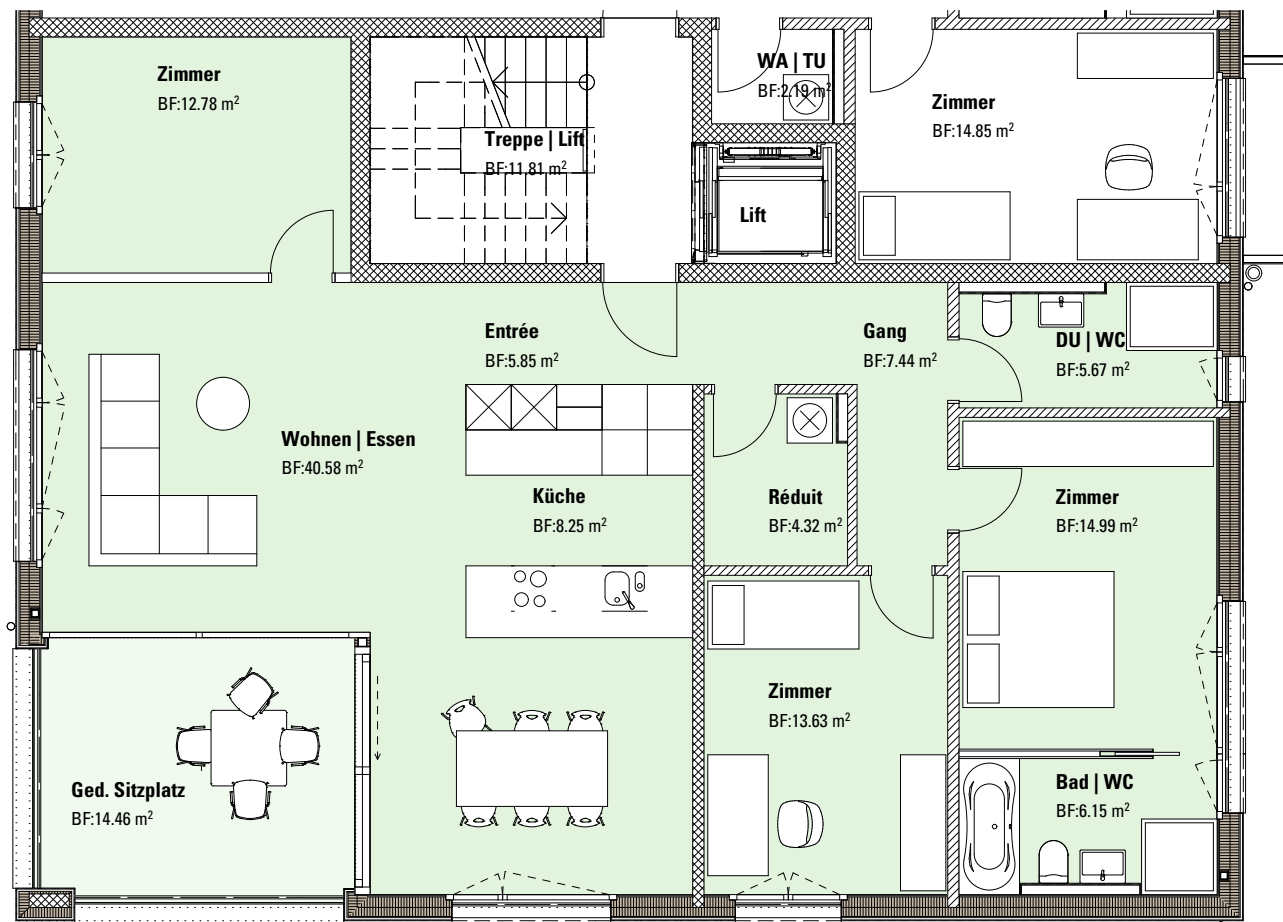 Zimmer
BF:12.78 m²
Treppe | Lift
BF:11.81 m²
WA | TU
BF:2.19 m²
Zimmer
BF:14.85 m²
Lift
Entrée
BF:5.85 m²
Gang
BF:7.44 m²
DU | WC
BF:5.67 m²
Wohnen | Essen
BF:40.58 m²
Küche
BF:8.25 m²
Réduit
BF:4.32 m²
Zimmer
BF:14.99 m²
Zimmer
BF:13.63 m²
Ged. Sitzplatz
BF:14.46 m²
Bad | WC
BF:6.15 m²